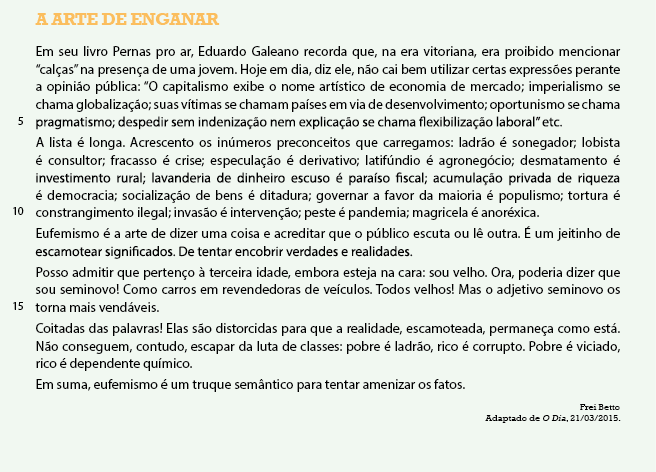 A ARTE DE ENGANAR
Em seu livro Pernas pro ar, Eduardo Galeano recorda que, na era vitoriana, era proibido mencionar
“calças” na presença de uma jovem. Hoje em dia, diz ele, não cai bem utilizar certas expressões perante
a opinião pública: “O capitalismo exibe o nome artístico de economia de mercado; imperialismo se
chama globalização; suas vítimas se chamam países em via de desenvolvimento; oportunismo se chama
5 pragmatismo; despedir sem indenização nem explicação se chama flexibilização laboral” etc.
A lista é longa. Acrescento os inúmeros preconceitos que carregamos: ladrão é sonegador; lobista
é consultor; fracasso é crise; especulação é derivativo; latifúndio é agronegócio; desmatamento é
investimento rural; lavanderia de dinheiro escuso é paraíso fiscal; acumulação privada de riqueza
é democracia; socialização de bens é ditadura; governar a favor da maioria é populismo; tortura é
10 constrangimento ilegal; invasão é intervenção; peste é pandemia; magricela é anoréxica.
Eufemismo é a arte de dizer uma coisa e acreditar que o público escuta ou lê outra. É um jeitinho de
escamotear significados. De tentar encobrir verdades e realidades.
Posso admitir que pertenço à terceira idade, embora esteja na cara: sou velho. Ora, poderia dizer que
sou seminovo! Como carros em revendedoras de veículos. Todos velhos! Mas o adjetivo seminovo os
15 torna mais vendáveis.
Coitadas das palavras! Elas são distorcidas para que a realidade, escamoteada, permaneça como está.
Não conseguem, contudo, escapar da luta de classes: pobre é ladrão, rico é corrupto. Pobre é viciado,
rico é dependente químico.
Em suma, eufemismo é um truque semântico para tentar amenizar os fatos.
Frei Betto
Adaptado de O Dia, 21/03/2015.